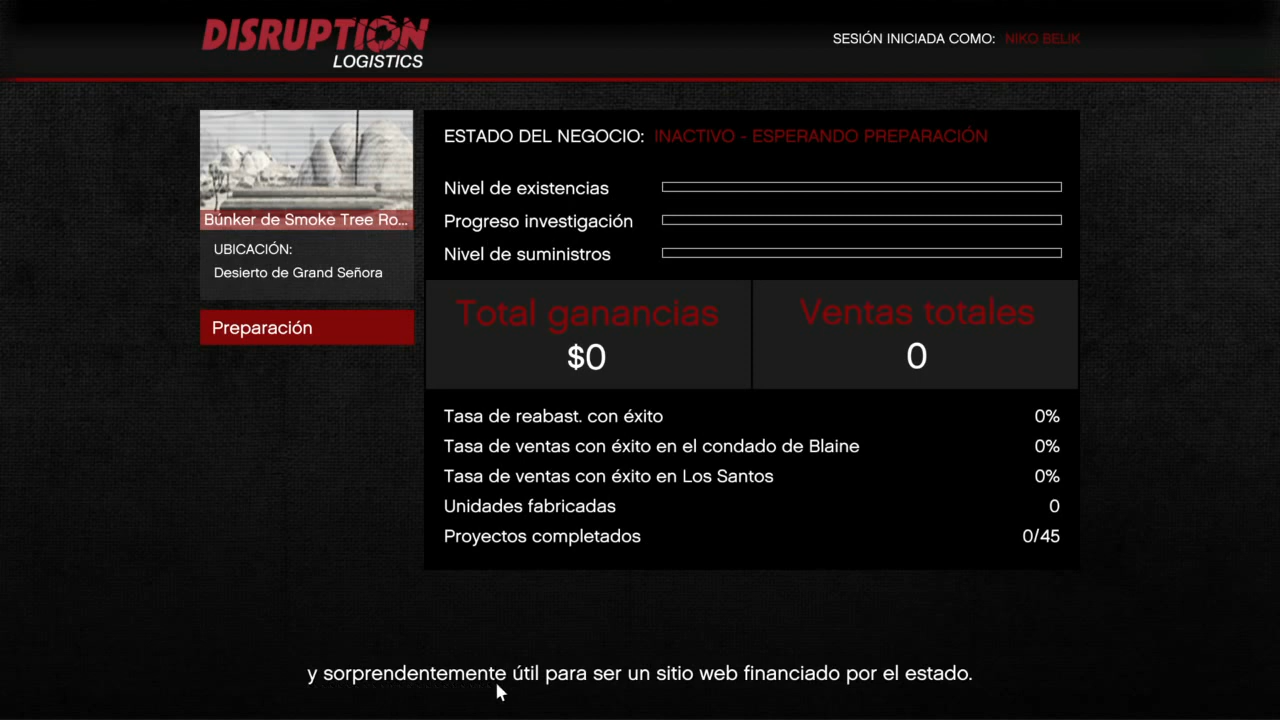 DISRUPTION
LOGISTICS
SESIÓN INICIADA COMO: NIKO BELIK
Búnker de Smoke Tree Ro...
UBICACIÓN:
Desierto de Grand Señora
Preparación
ESTADO DEL NEGOCIO: INACTIVO - ESPERANDO PREPARACIÓN
Nivel de existencias
Progreso investigación
Nivel de suministros
Total ganancias
$0
Ventas totales
0
Tasa de reabast. con éxito 0%
Tasa de ventas con éxito en el condado de Blaine 0%
Tasa de ventas con éxito en Los Santos 0%
Unidades fabricadas 0
Proyectos completados 0/45
y sorprendentemente útil para ser un sitio web financiado por el estado.